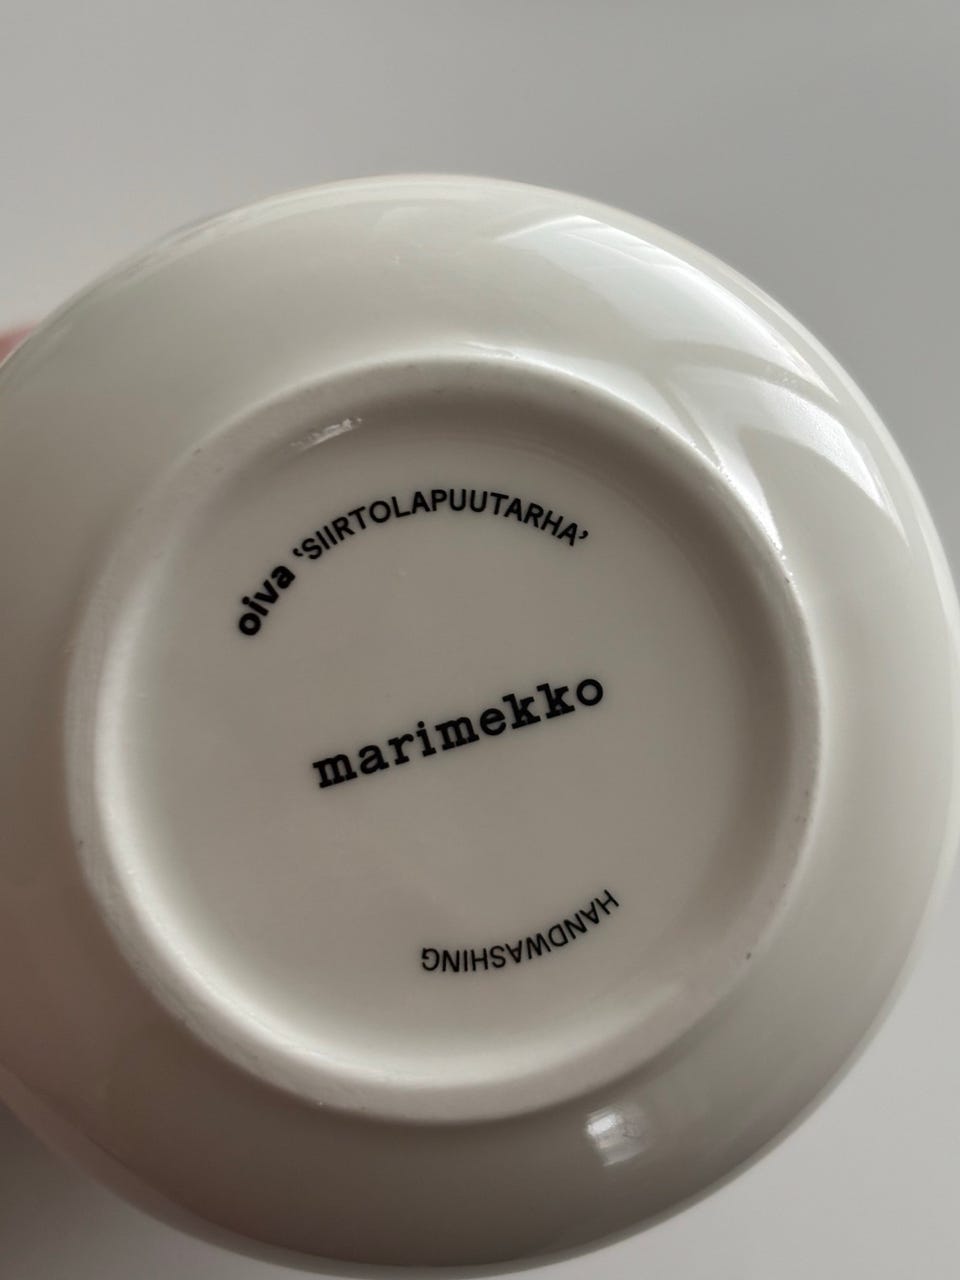 oiva ‘SIIRTOLAPUUTARHA’
marimekko
HANDWASHING